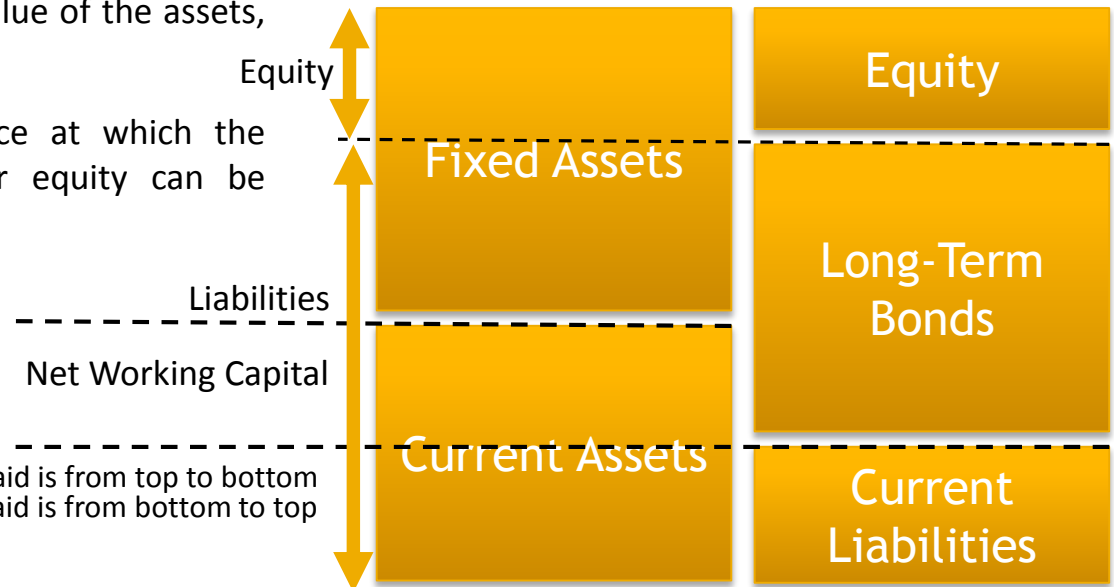 lue of the assets,
Equity
ce at which the
r equity can be
Liabilities
Net Working Capital
aid is from top to bottom
aid is from bottom to top
Fixed Assets
Current Assets
Equity
Long-Term
Bonds
Current
Liabilities